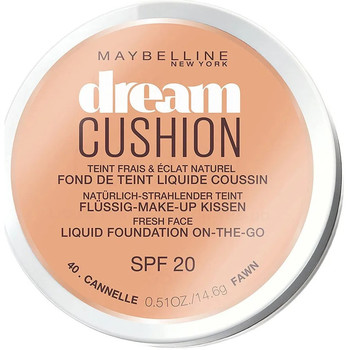 MAYBELLINE
NEW YORK
dream
CUSHION
TEINT FRAIS & ÉCLAT NATUREL
FOND DE TEINT LIQUIDE COUSSIN
NATÜRLICH-STRAHLENDER TEINT
FLÜSSIG-MAKE-UP KISSEN
FRESH FACE
LIQUID FOUNDATION ON-THE-GO
SPF 20
40 . CANNELLE 0.51OZ./14.6g FAWN